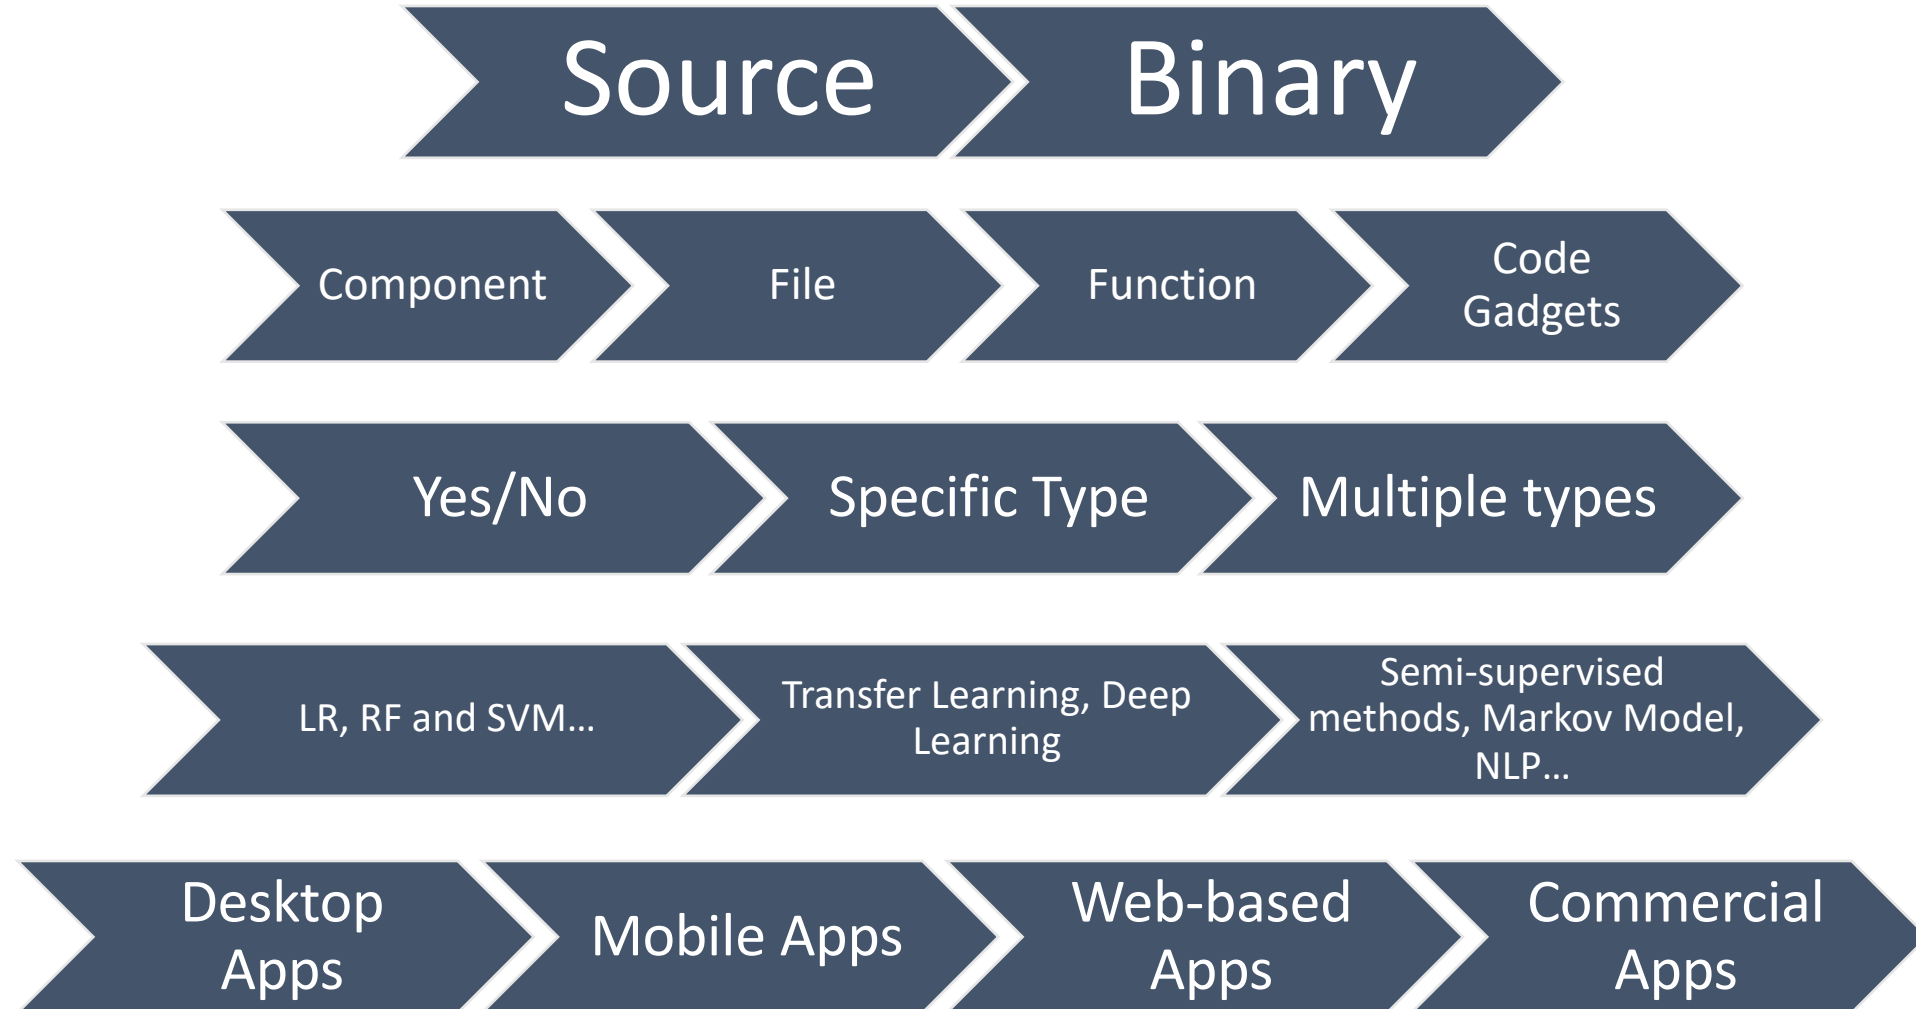 Source
Binary
Component
File
Function
Code
Gadgets
Yes/No
Specific Type
Multiple types
LR, RF and SVM...
Transfer Learning, Deep
Learning
Semi-supervised
methods, Markov Model,
NLP...
Desktop
Apps
Mobile Apps
Web-based
Apps
Commercial
Apps